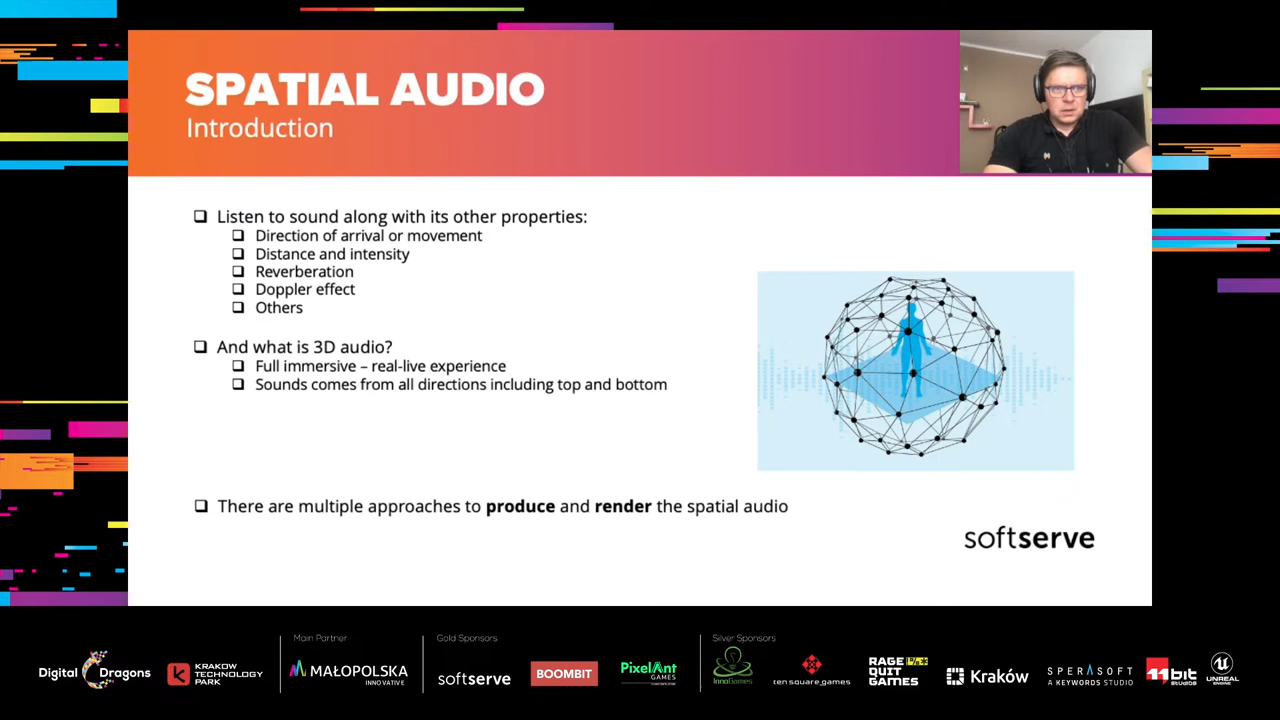 SPATIAL AUDIO
Introduction
Listen to sound along with its other properties:
Direction of arrival or movement
Distance and intensity
Reverberation
Doppler effect
Others
And what is 3D audio?
Full immersive – real-live experience
Sounds comes from all directions including top and bottom
There are multiple approaches to produce and render the spatial audio
softserve
Main Partner
Gold Sponsors
Silver Sponsors
Digital Dragons
KRAKOW
TECHNOLOGY
PARK
MAŁOPOLSKA
INNOVATIVE
softserve
BOOMBIT
PixelAnt
GAMES
InnoGames
ten square games
RAGE
QUIT
GAMES
Kraków
SPERASOFT
A KEYWORDS STUDIO
11bit
STUDIOS
UNREAL
ENGINE